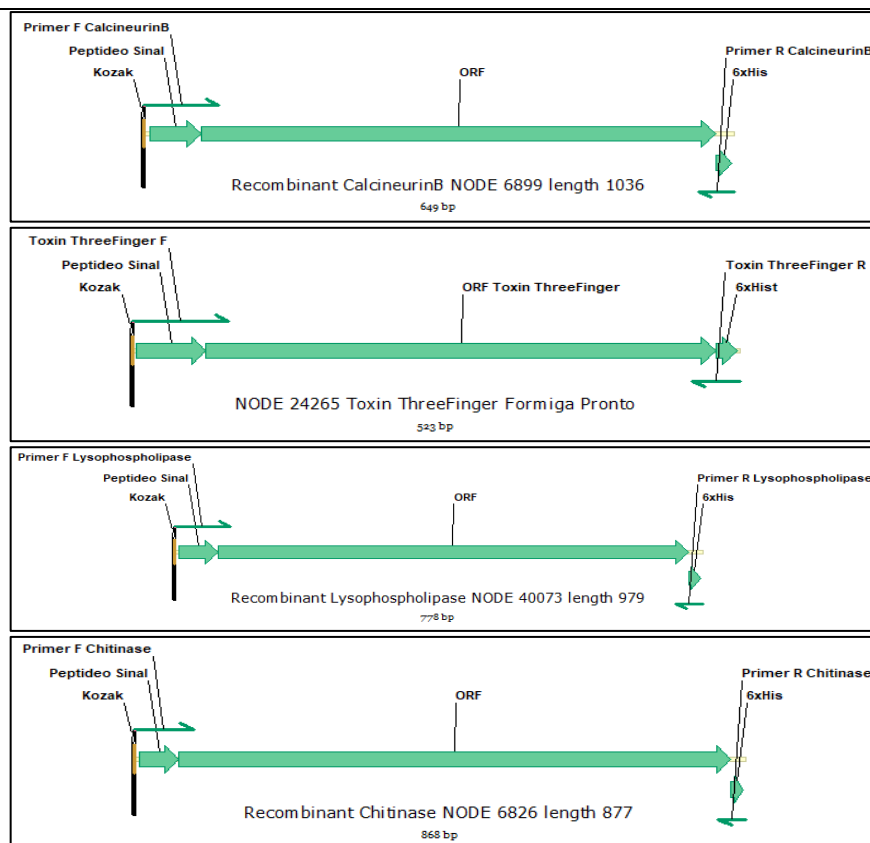 Primer F CalcineurinB
Peptideo Sinal
Kozak
ORF
Primer R CalcineurinB
6xHis
Recombinant CalcineurinB NODE 6899 length 1036
649 bp
Toxin ThreeFinger F
Peptideo Sinal
Kozak
ORF Toxin ThreeFinger
Toxin ThreeFinger R
6xHist
NODE 24265 Toxin ThreeFinger Formiga Pronto
523 bp
Primer F Lysophospholipase
Peptideo Sinal
Kozak
ORF
Primer R Lysophospholipase
6xHis
Recombinant Lysophospholipase NODE 40073 length 979
778 bp
Primer F Chitinase
Peptideo Sinal
Kozak
ORF
Primer R Chitinase
6xHis
Recombinant Chitinase NODE 6826 length 877
868 bp